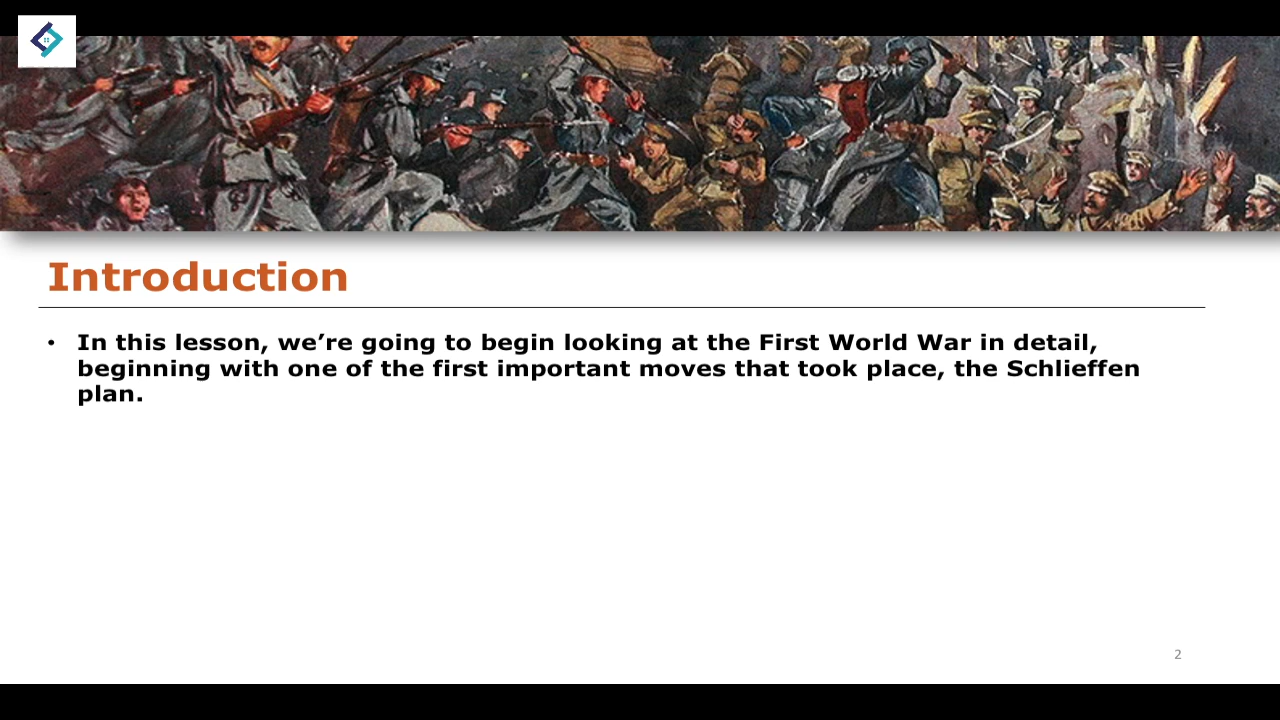 Introduction
• In this lesson, we’re going to begin looking at the First World War in detail,
beginning with one of the first important moves that took place, the Schlieffen
plan.
2